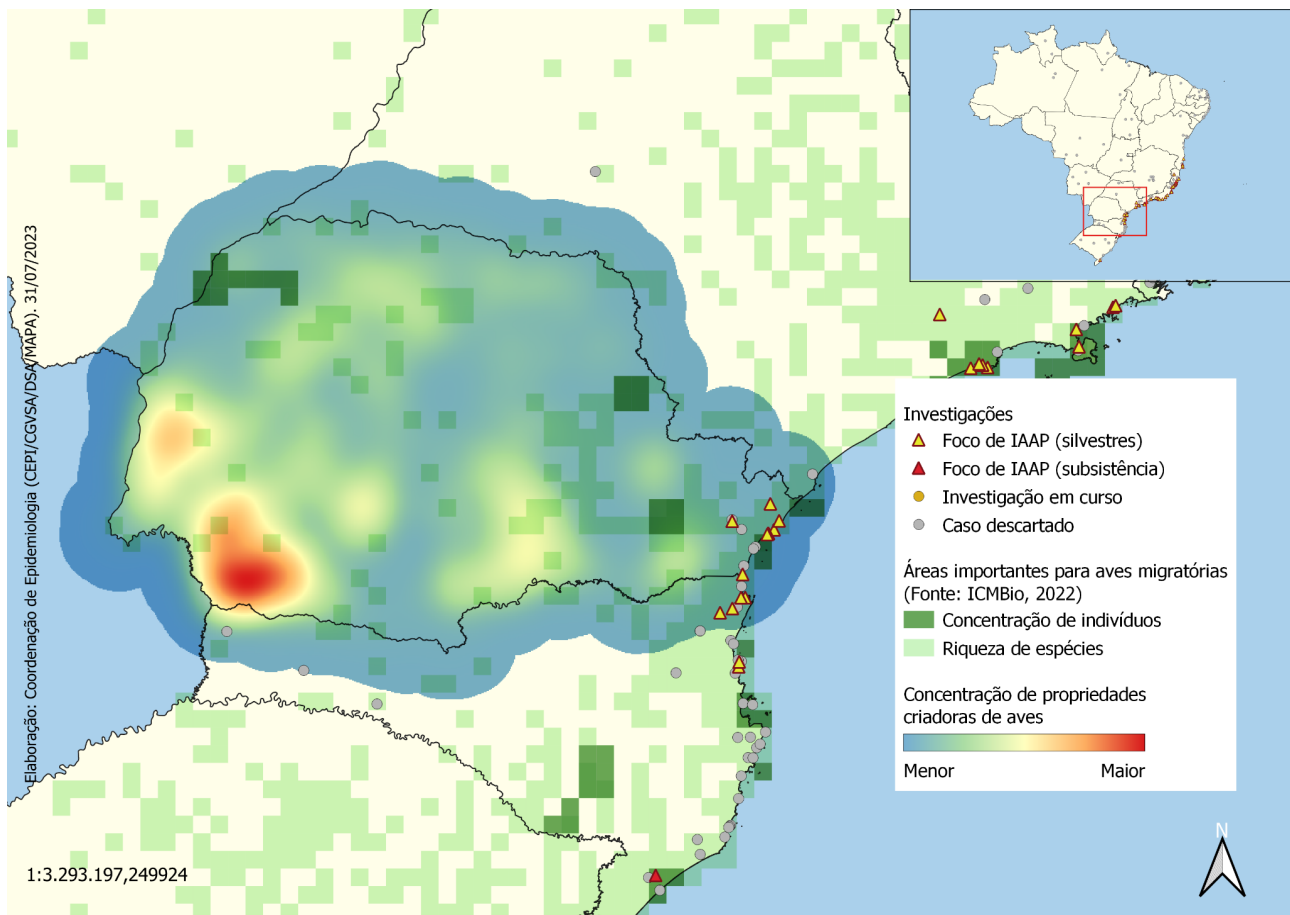 Elaboração: Coordenação de Epidemiologia (CEPI/CGVSA/DSA/MAPA). 31/07/2023
Investigações
Foco de IAAP (silvestres)
Foco de IAAP (subsistência)
Investigação em curso
Caso descartado
Áreas importantes para aves migratórias
(Fonte: ICMBio, 2022)
Concentração de indivíduos
Riqueza de espécies
Concentração de propriedades
criadoras de aves
Menor Maior
1:3.293.197,249924
N